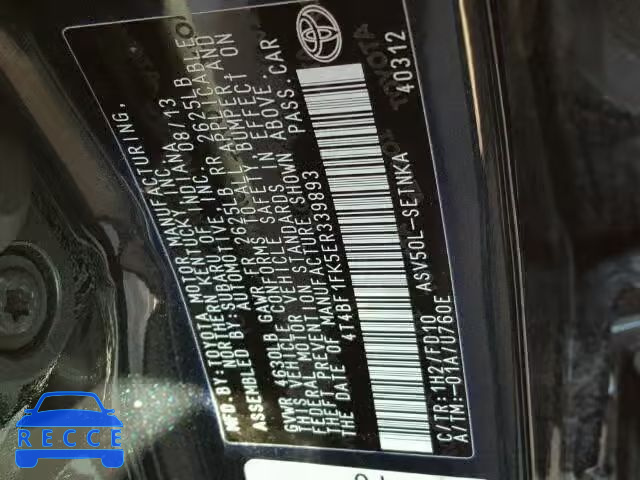 MFD.BY: TOYOTA MOTOR MANUFACTURING,
NORTHERN KENTUCKY, INC
BY: SUBARU OF IND. ANA
AUTOMOTIVE INC. 08/13
ASSEMBLED FR 2625LB RR 2625LB
GVWR 4630LB GAWR
THIS VEHICLE CONFORMS TO ALL APPLICABLE
FEDERAL MOTOR VEHICLE SAFETY, BUMPER, AND
THEFT PREVENTION STANDARDS IN EFFECT ON
THE DATE OF MANUFACTURE SHOWN ABOVE.
4T4BF1FK5ER339893 PASS.CAR
C/TR: 1H2/FD10 ASV50L-SETNKA
A/TM: -01A/U760E 40312
TOYOTA
RECCE